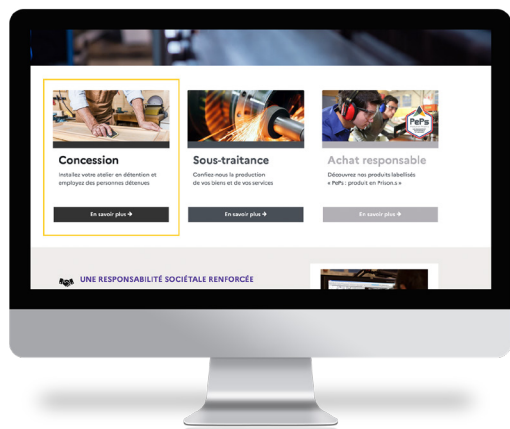 PePs
Concession
Installez votre atelier en détention et
employez des personnes détenues
En savoir plus →
Sous-traitance
Confiez-nous la production
de vos biens et de vos services
En savoir plus →
Achat responsable
Découvrez nos produits labellisés
« PePs : produit en Prison.s »
En savoir plus →
UNE RESPONSABILITÉ SOCIÉTALE RENFORCÉE